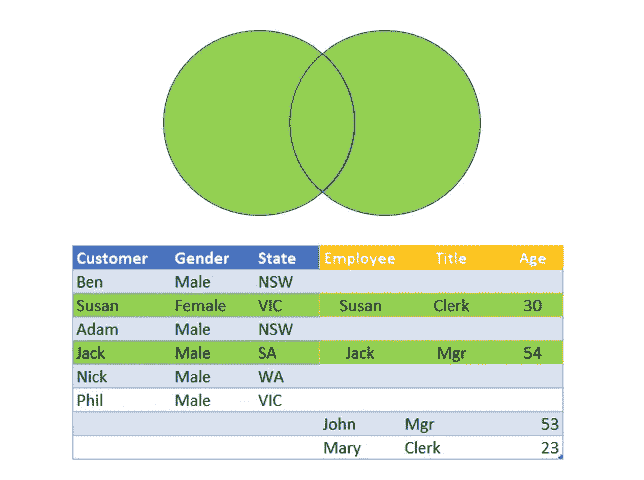 Customer Gender State Employee Title Age
Ben Male NSW
Susan Female VIC Susan Clerk 30
Adam Male NSW
Jack Male SA Jack Mgr 54
Nick Male WA
Phil Male VIC
John Mgr 53
Mary Clerk 23